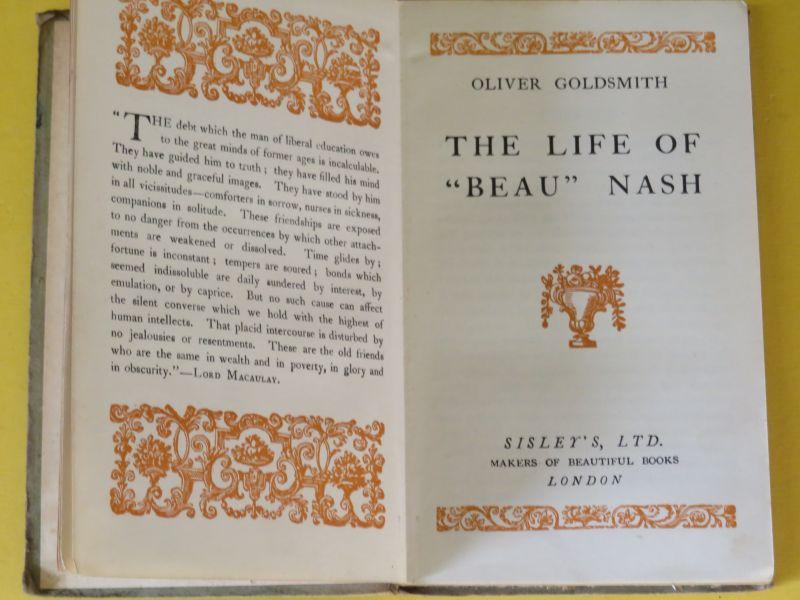 "THE debt which the man of liberal education owes
to the great minds of former ages is incalculable.
They have guided him to truth; they have filled his mind
with noble and graceful images. They have stood by him
in all vicissitudes—comforters in sorrow, nurses in sickness,
companions in solitude. These friendships are exposed
to no danger from the occurrences by which other attach-
ments are weakened or dissolved. Time glides by;
fortune is inconstant; tempers are soured; bonds which
seemed indissoluble are daily sundered by interest, by
emulation, or by caprice. But no such cause can affect
the silent converse which we hold with the highest of
human intellects. That placid intercourse is disturbed by
no jealousies or resentments. These are the old friends
who are the same in wealth and in poverty, in glory and
in obscurity."—LORD MACAULAY.
OLIVER GOLDSMITH
THE LIFE OF
"BEAU" NASH
SISLEY'S, LTD.
MAKERS OF BEAUTIFUL BOOKS
LONDON